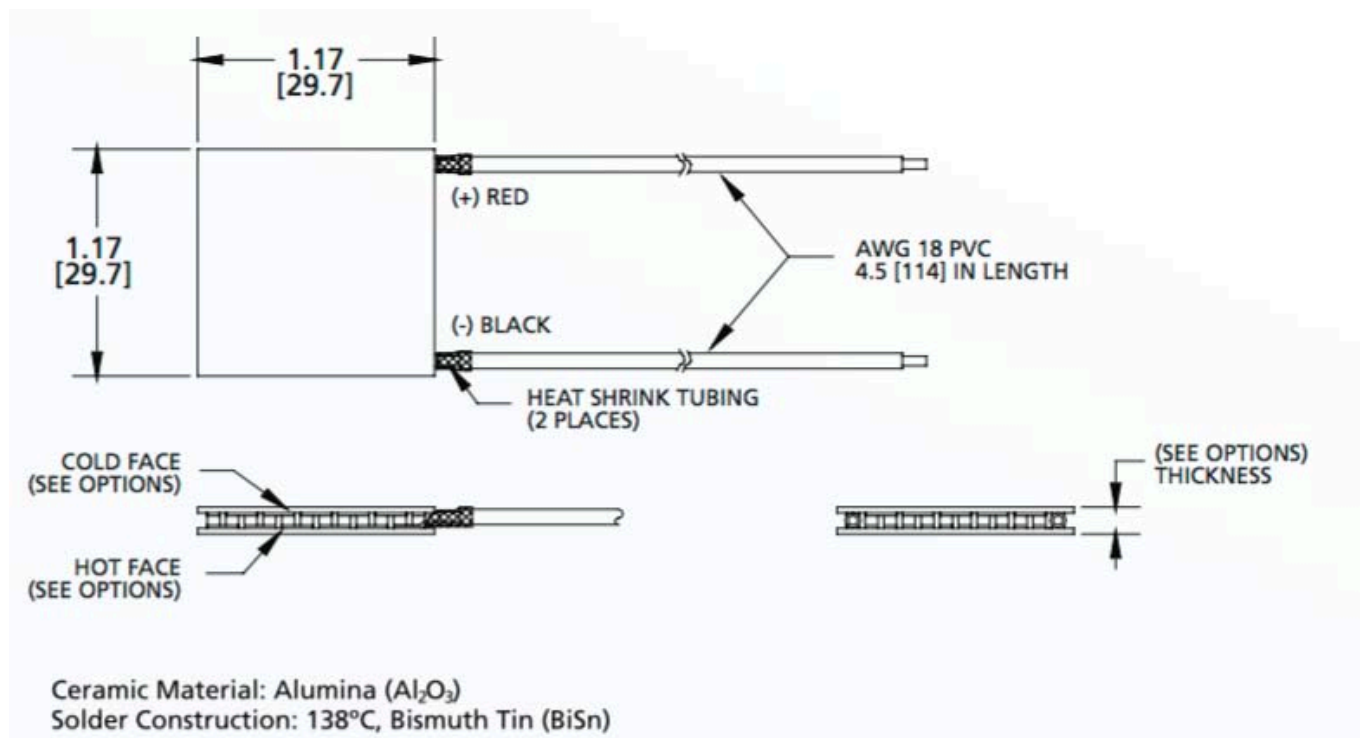 1.17
[29.7]
(+) RED
1.17
[29.7]
AWG 18 PVC
4.5 [114] IN LENGTH
(-) BLACK
HEAT SHRINK TUBING
(2 PLACES)
COLD FACE
(SEE OPTIONS)
(SEE OPTIONS)
THICKNESS
HOT FACE
(SEE OPTIONS)
Ceramic Material: Alumina (Al₂O₃)
Solder Construction: 138ºC, Bismuth Tin (BiSn)